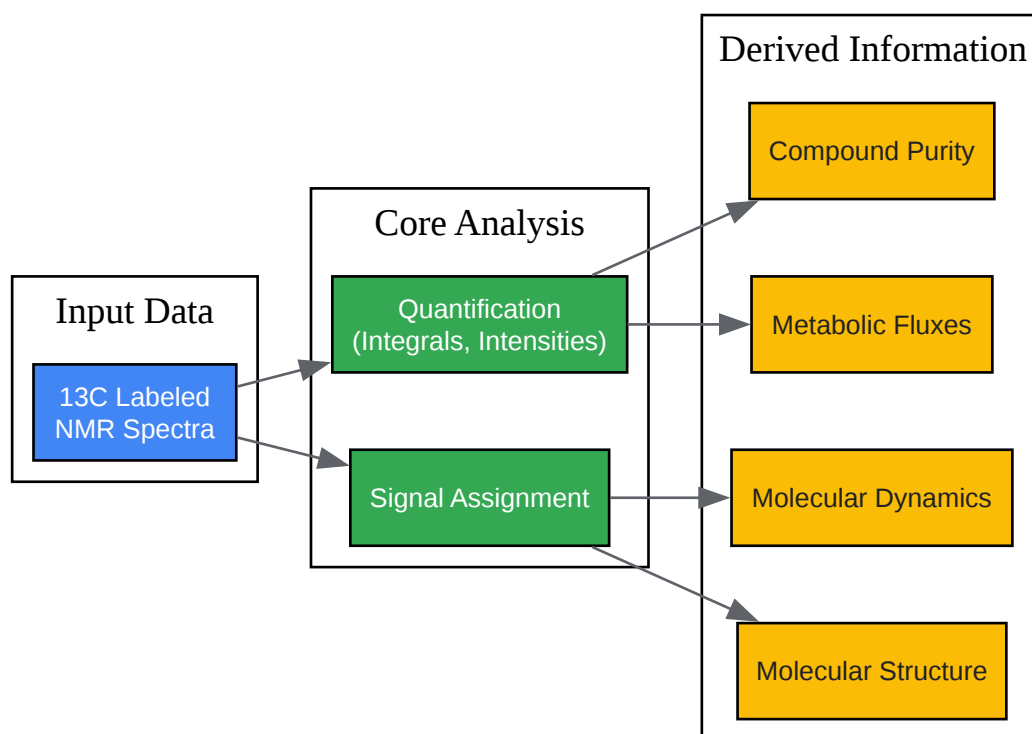 Input Data
13C Labeled
NMR Spectra
Core Analysis
Quantification
(Integrals, Intensities)
Signal Assignment
Derived Information
Compound Purity
Metabolic Fluxes
Molecular Dynamics
Molecular Structure